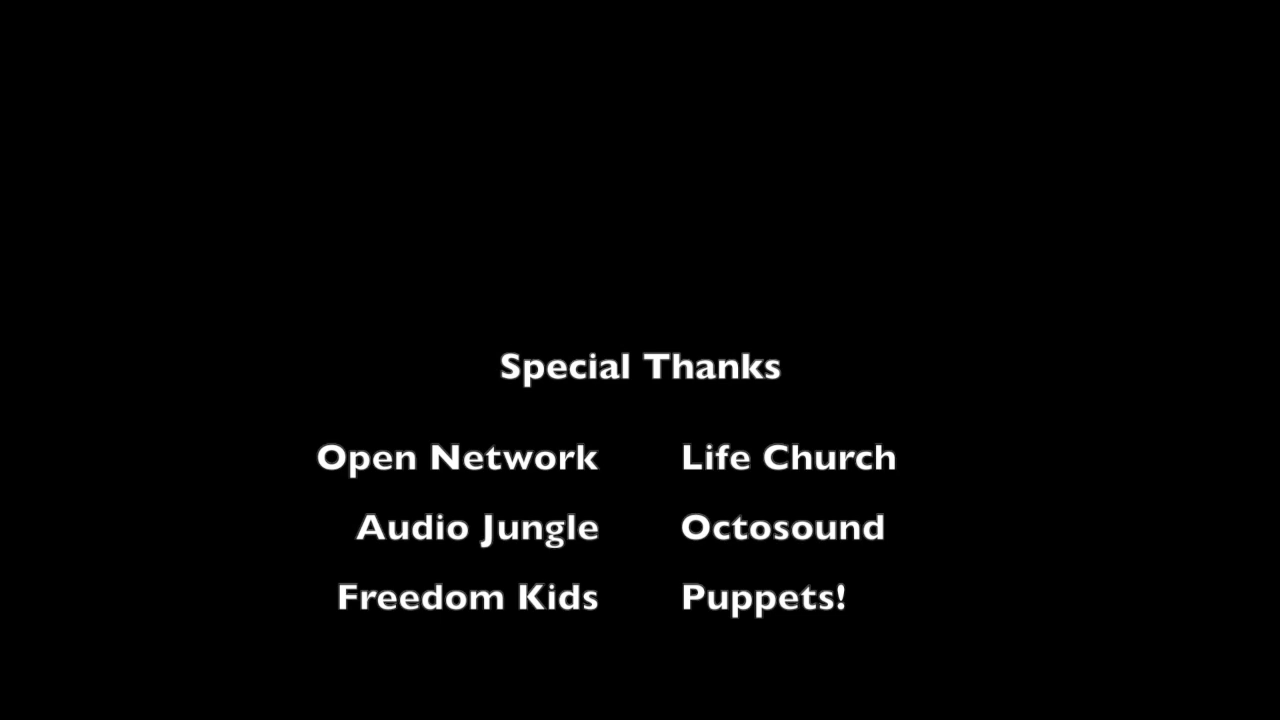 Special Thanks
Open Network Life Church
Audio Jungle Octosound
Freedom Kids Puppets!